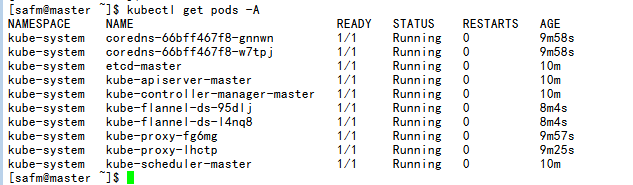 [safm@master ~]$ kubectl get pods -A
NAMESPACE NAME READY STATUS RESTARTS AGE
kube-system coredns-66bff467f8-gnnwn 1/1 Running 0 9m58s
kube-system coredns-66bff467f8-w7tpj 1/1 Running 0 9m58s
kube-system etcd-master 1/1 Running 0 10m
kube-system kube-apiserver-master 1/1 Running 0 10m
kube-system kube-controller-manager-master 1/1 Running 0 10m
kube-system kube-flannel-ds-95dlj 1/1 Running 0 8m4s
kube-system kube-flannel-ds-l4nq8 1/1 Running 0 8m4s
kube-system kube-proxy-fg6mg 1/1 Running 0 9m57s
kube-system kube-proxy-lhctp 1/1 Running 0 9m25s
kube-system kube-scheduler-master 1/1 Running 0 10m
[safm@master ~]$